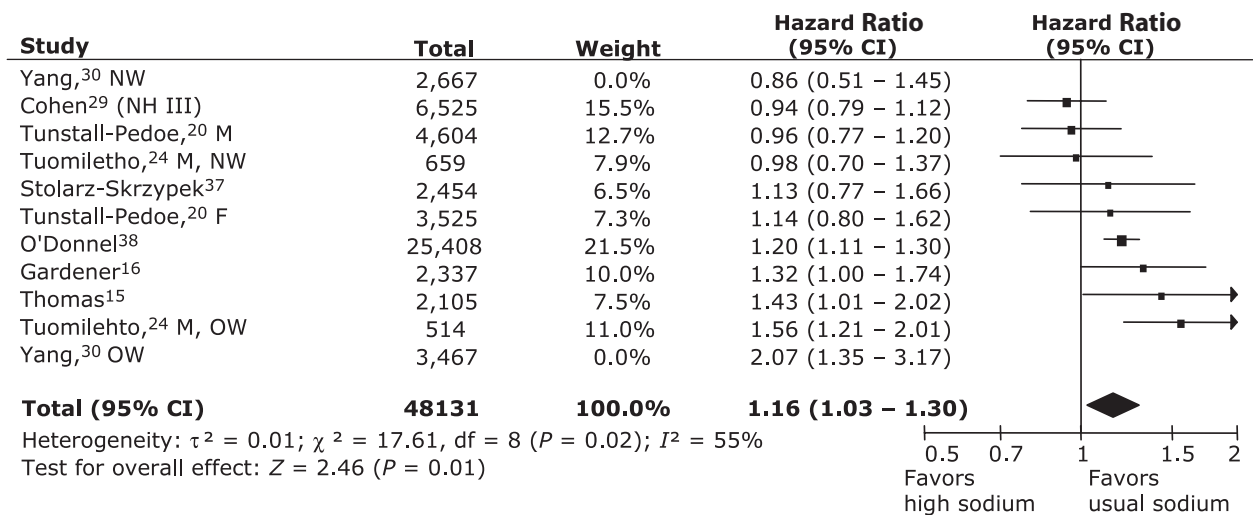 Hazard Ratio Hazard Ratio
Study Total Weight (95% CI) (95% CI)
Yang,³⁰ NW 2,667 0.0% 0.86 (0.51 – 1.45)
Cohen²⁹ (NH III) 6,525 15.5% 0.94 (0.79 – 1.12)
Tunstall-Pedoe,²⁰ M 4,604 12.7% 0.96 (0.77 – 1.20)
Tuomiletho,²⁴ M, NW 659 7.9% 0.98 (0.70 – 1.37)
Stolarz-Skrzypek³⁷ 2,454 6.5% 1.13 (0.77 – 1.66)
Tunstall-Pedoe,²⁰ F 3,525 7.3% 1.14 (0.80 – 1.62)
O'Donnel³⁸ 25,408 21.5% 1.20 (1.11 – 1.30)
Gardener¹⁶ 2,337 10.0% 1.32 (1.00 – 1.74)
Thomas¹⁵ 2,105 7.5% 1.43 (1.01 – 2.02)
Tuomilehto,²⁴ M, OW 514 11.0% 1.56 (1.21 – 2.01)
Yang,³⁰ OW 3,467 0.0% 2.07 (1.35 – 3.17)
Total (95% CI) 48131 100.0% 1.16 (1.03 – 1.30)
Heterogeneity: τ² = 0.01; χ² = 17.61, df = 8 (P = 0.02); I² = 55%
Test for overall effect: Z = 2.46 (P = 0.01)
0.5 0.7 1 1.5 2
Favors Favors
high sodium usual sodium